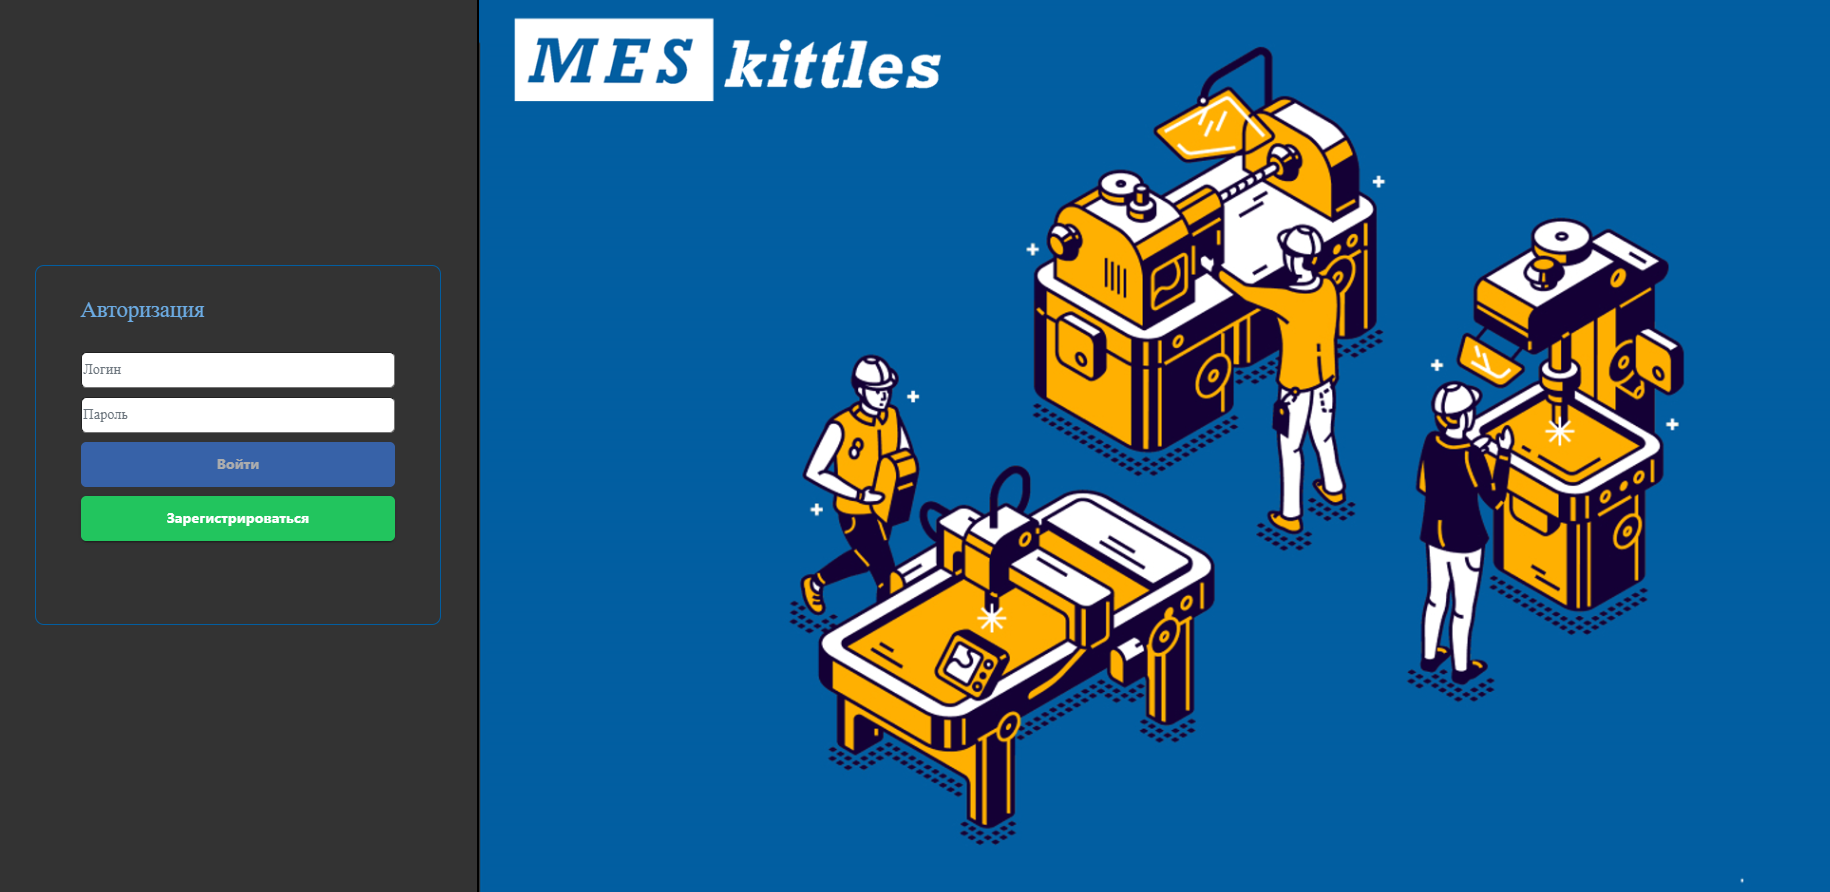 Авторизация
Логин
Пароль
Войти
Зарегистрироваться
MES kittles